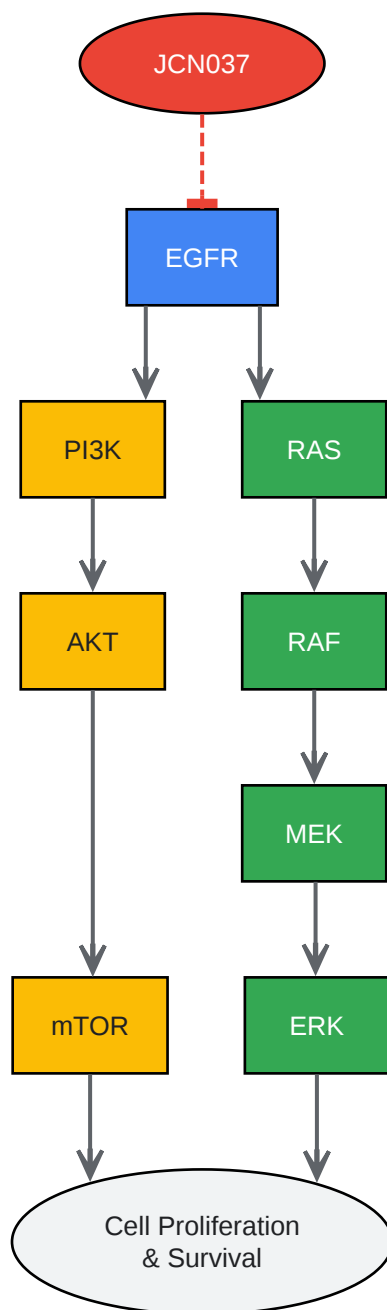 JCN037
EGFR
PI3K
RAS
AKT
RAF
MEK
mTOR
ERK
Cell Proliferation
& Survival